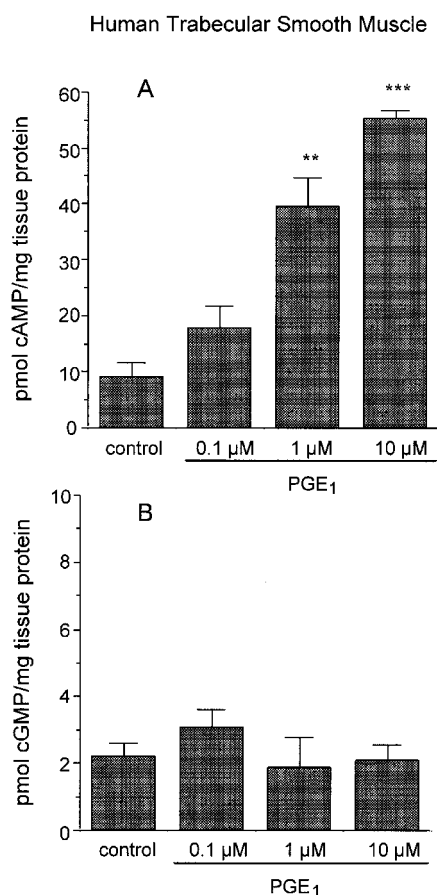 Human Trabecular Smooth Muscle
A
**
***
60
50
40
30
20
10
0
pmol cAMP/mg tissue protein
control 0.1 µM 1 µM 10 µM
PGE1
B
10
8
6
4
2
0
pmol cGMP/mg tissue protein
control 0.1 µM 1 µM 10 µM
PGE1